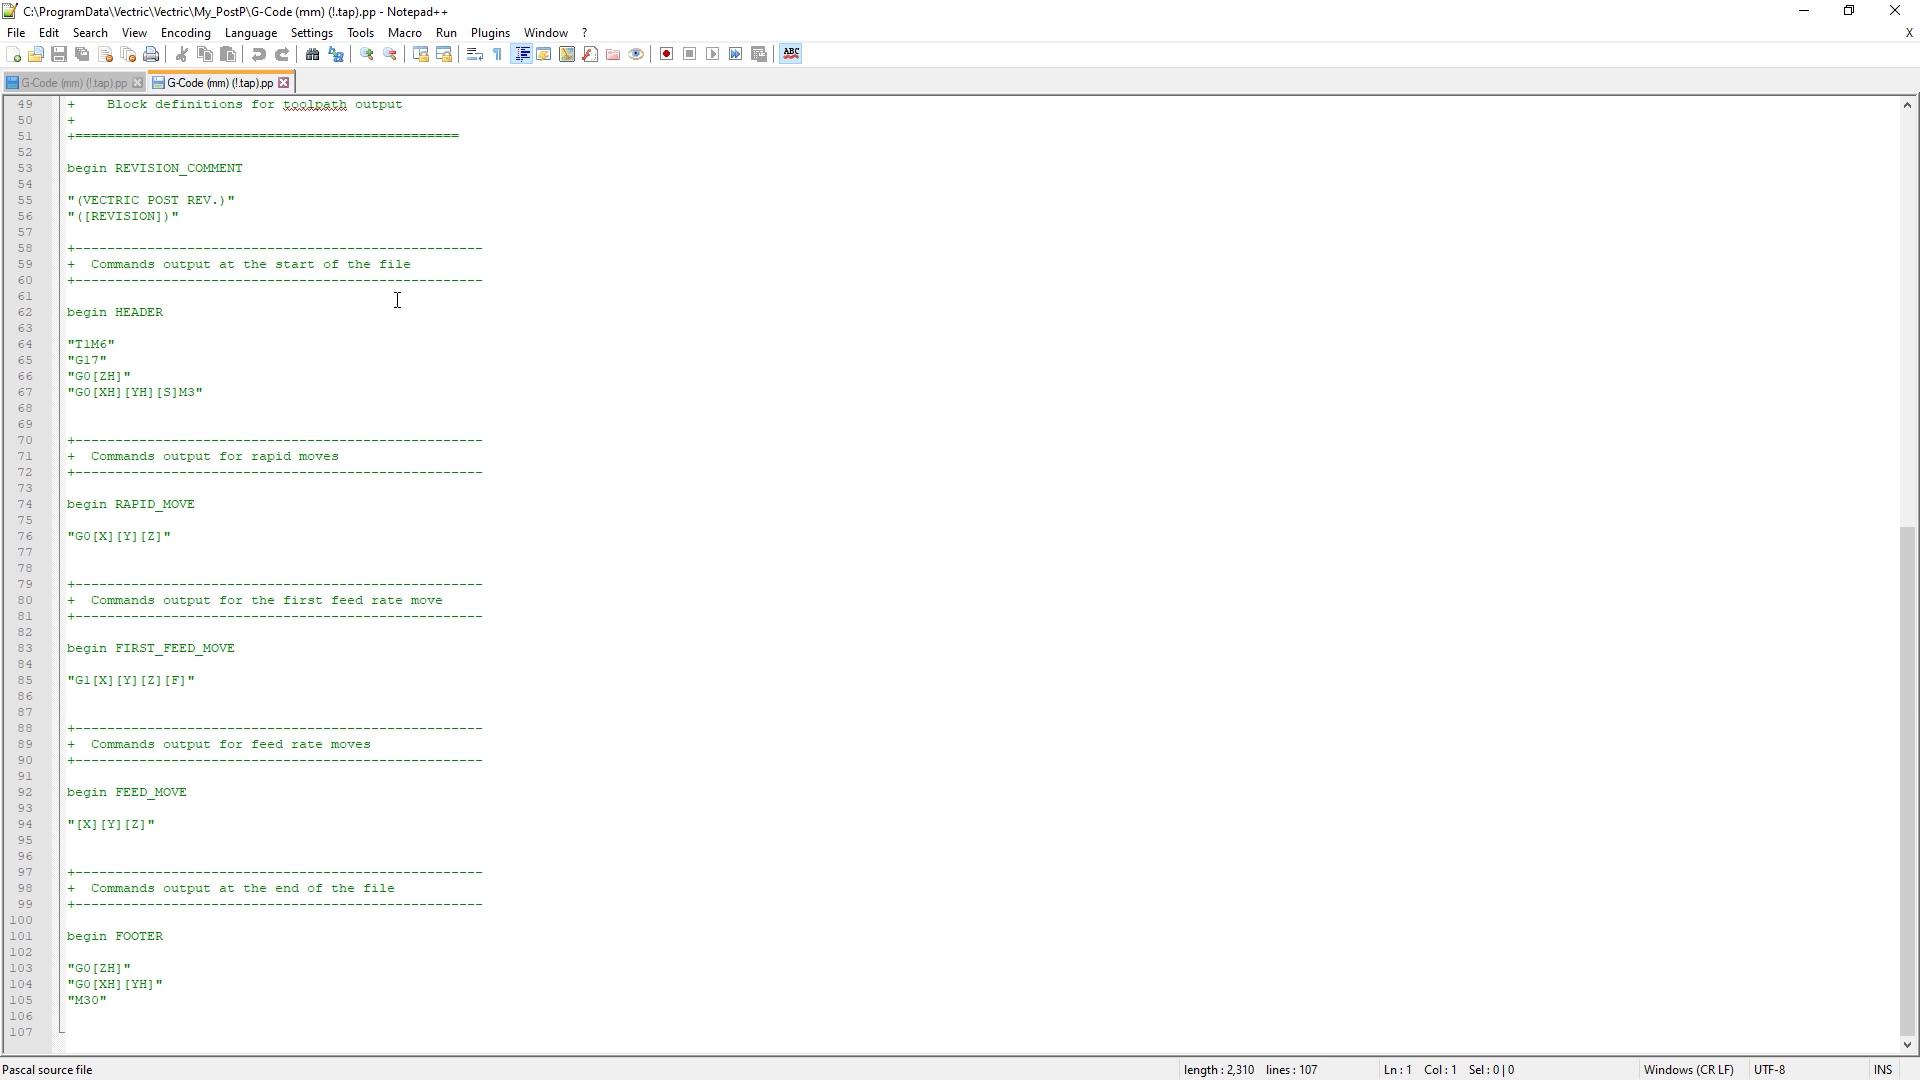 C:\ProgramData\Vectric\Vectric\My_PostP\G-Code (mm) (!.tap).pp - Notepad++
File Edit Search View Encoding Language Settings Tools Macro Run Plugins Window ? X
ABC
G-Code (mm) (!.tap).pp G-Code (mm) (!.tap).pp
49 + Block definitions for toolpath output
50 +
51 +================================================
52
53 begin REVISION_COMMENT
54
55 "(VECTRIC POST REV.)"
56 "([REVISION])"
57
58 +---------------------------------------------------
59 + Commands output at the start of the file
60 +---------------------------------------------------
61
62 begin HEADER
63
64 "T1M6"
65 "G17"
66 "G0[ZH]"
67 "G0[XH][YH][S]M3"
68
69
70 +---------------------------------------------------
71 + Commands output for rapid moves
72 +---------------------------------------------------
73
74 begin RAPID_MOVE
75
76 "G0[X][Y][Z]"
77
78
79 +---------------------------------------------------
80 + Commands output for the first feed rate move
81 +---------------------------------------------------
82
83 begin FIRST_FEED_MOVE
84
85 "G1[X][Y][Z][F]"
86
87
88 +---------------------------------------------------
89 + Commands output for feed rate moves
90 +---------------------------------------------------
91
92 begin FEED_MOVE
93
94 "[X][Y][Z]"
95
96
97 +---------------------------------------------------
98 + Commands output at the end of the file
99 +---------------------------------------------------
100
101 begin FOOTER
102
103 "G0[ZH]"
104 "G0[XH][YH]"
105 "M30"
106
107
Pascal source file length : 2,310 lines : 107 Ln : 1 Col : 1 Sel : 0 | 0 Windows (CR LF) UTF-8 INS